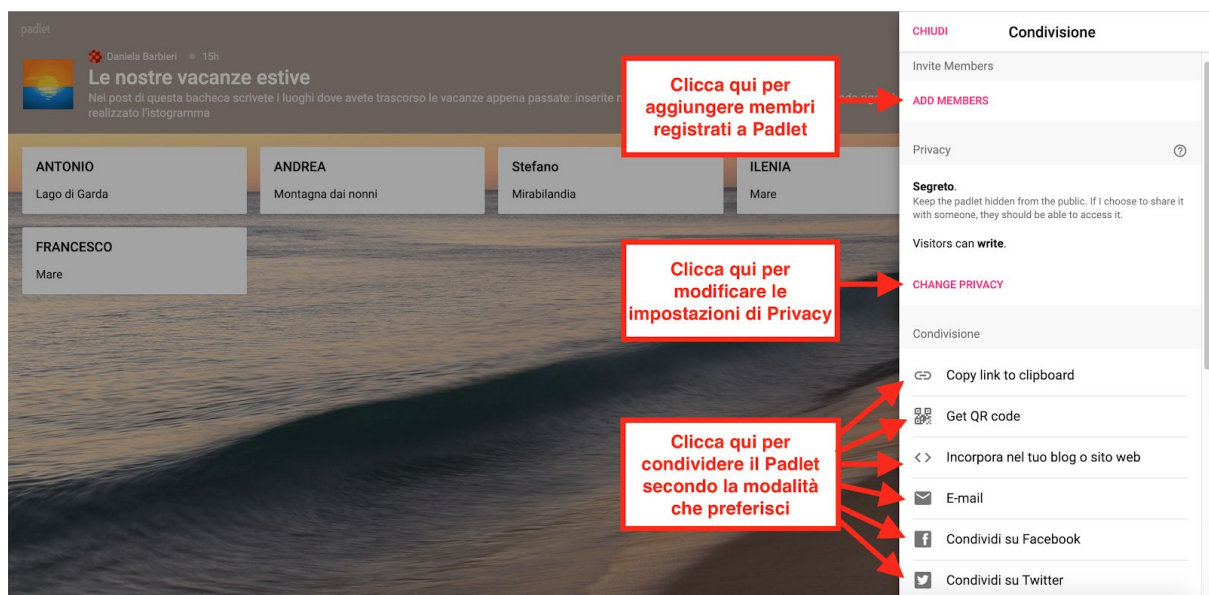 padlet
Daniela Barbieri 15h
Le nostre vacanze estive
Nei post di questa bacheca scrivete i luoghi dove avete trascorso le vacanze appena passate: inserite
realizzato l'istogramma
ANTONIO
Lago di Garda
ANDREA
Montagna dai nonni
Stefano
Mirabilandia
ILENIA
Mare
FRANCESCO
Mare
Clicca qui per
aggiungere membri
registrati a Padlet
Clicca qui per
modificare le
impostazioni di Privacy
Clicca qui per
condividere il Padlet
secondo la modalità
che preferisci
CHIUDI Condivisione
Invite Members
ADD MEMBERS
Privacy
Segreto.
Keep the padlet hidden from the public. If I choose to share it
with someone, they should be able to access it.
Visitors can write.
CHANGE PRIVACY
Condivisione
Copy link to clipboard
Get QR code
Incorpora nel tuo blog o sito web
E-mail
Condividi su Facebook
Condividi su Twitter